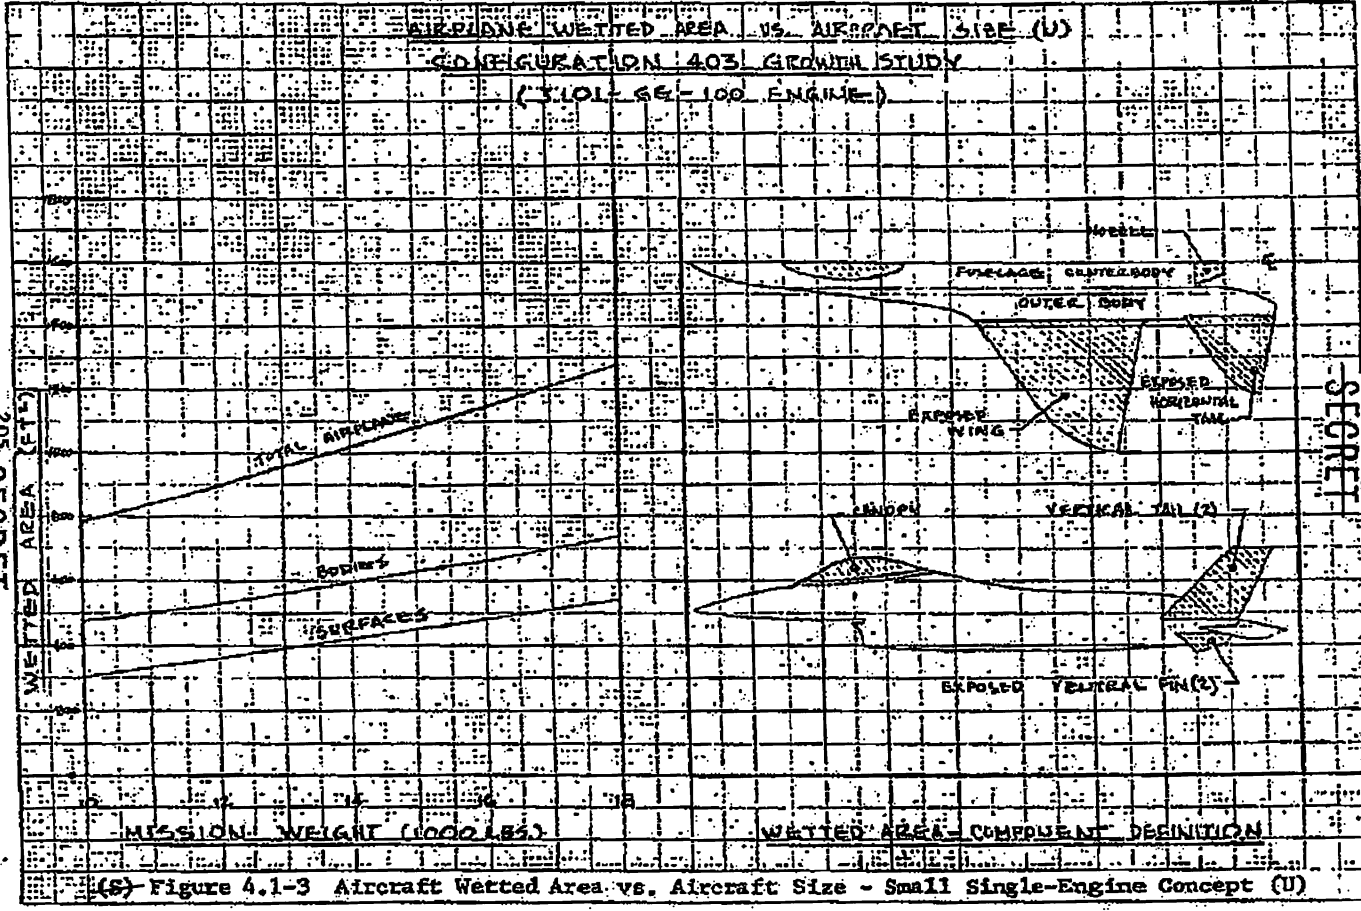 AIRPLANE WETTED AREA VS. AIRCRAFT SIZE (U)
CONFIGURATION 403 GROWTH STUDY
(J101-GE-100 ENGINE)
WETTED AREA (FT²)
TOTAL AIRPLANE
BODIES
SURFACES
10 12 14 16 18
MISSION WEIGHT (1000 LBS)
NOZZLE
FUSELAGE CENTERBODY
OUTER BODY
EXPOSED
WING
EXPOSED
HORIZONTAL
TAIL
CANOPY
VERTICAL TAIL (2)
EXPOSED VENTRAL FIN (2)
WETTED AREA - COMPONENT DEFINITION
SECRET
(S) Figure 4.1-3 Aircraft Wetted Area vs. Aircraft Size - Small Single-Engine Concept (U)